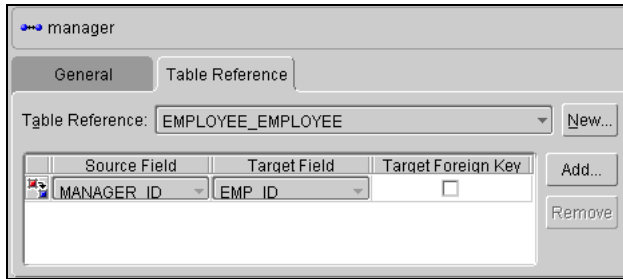 manager
General Table Reference
Table Reference: EMPLOYEE_EMPLOYEE New...
Source Field Target Field Target Foreign Key Add...
MANAGER_ID EMP_ID
Remove